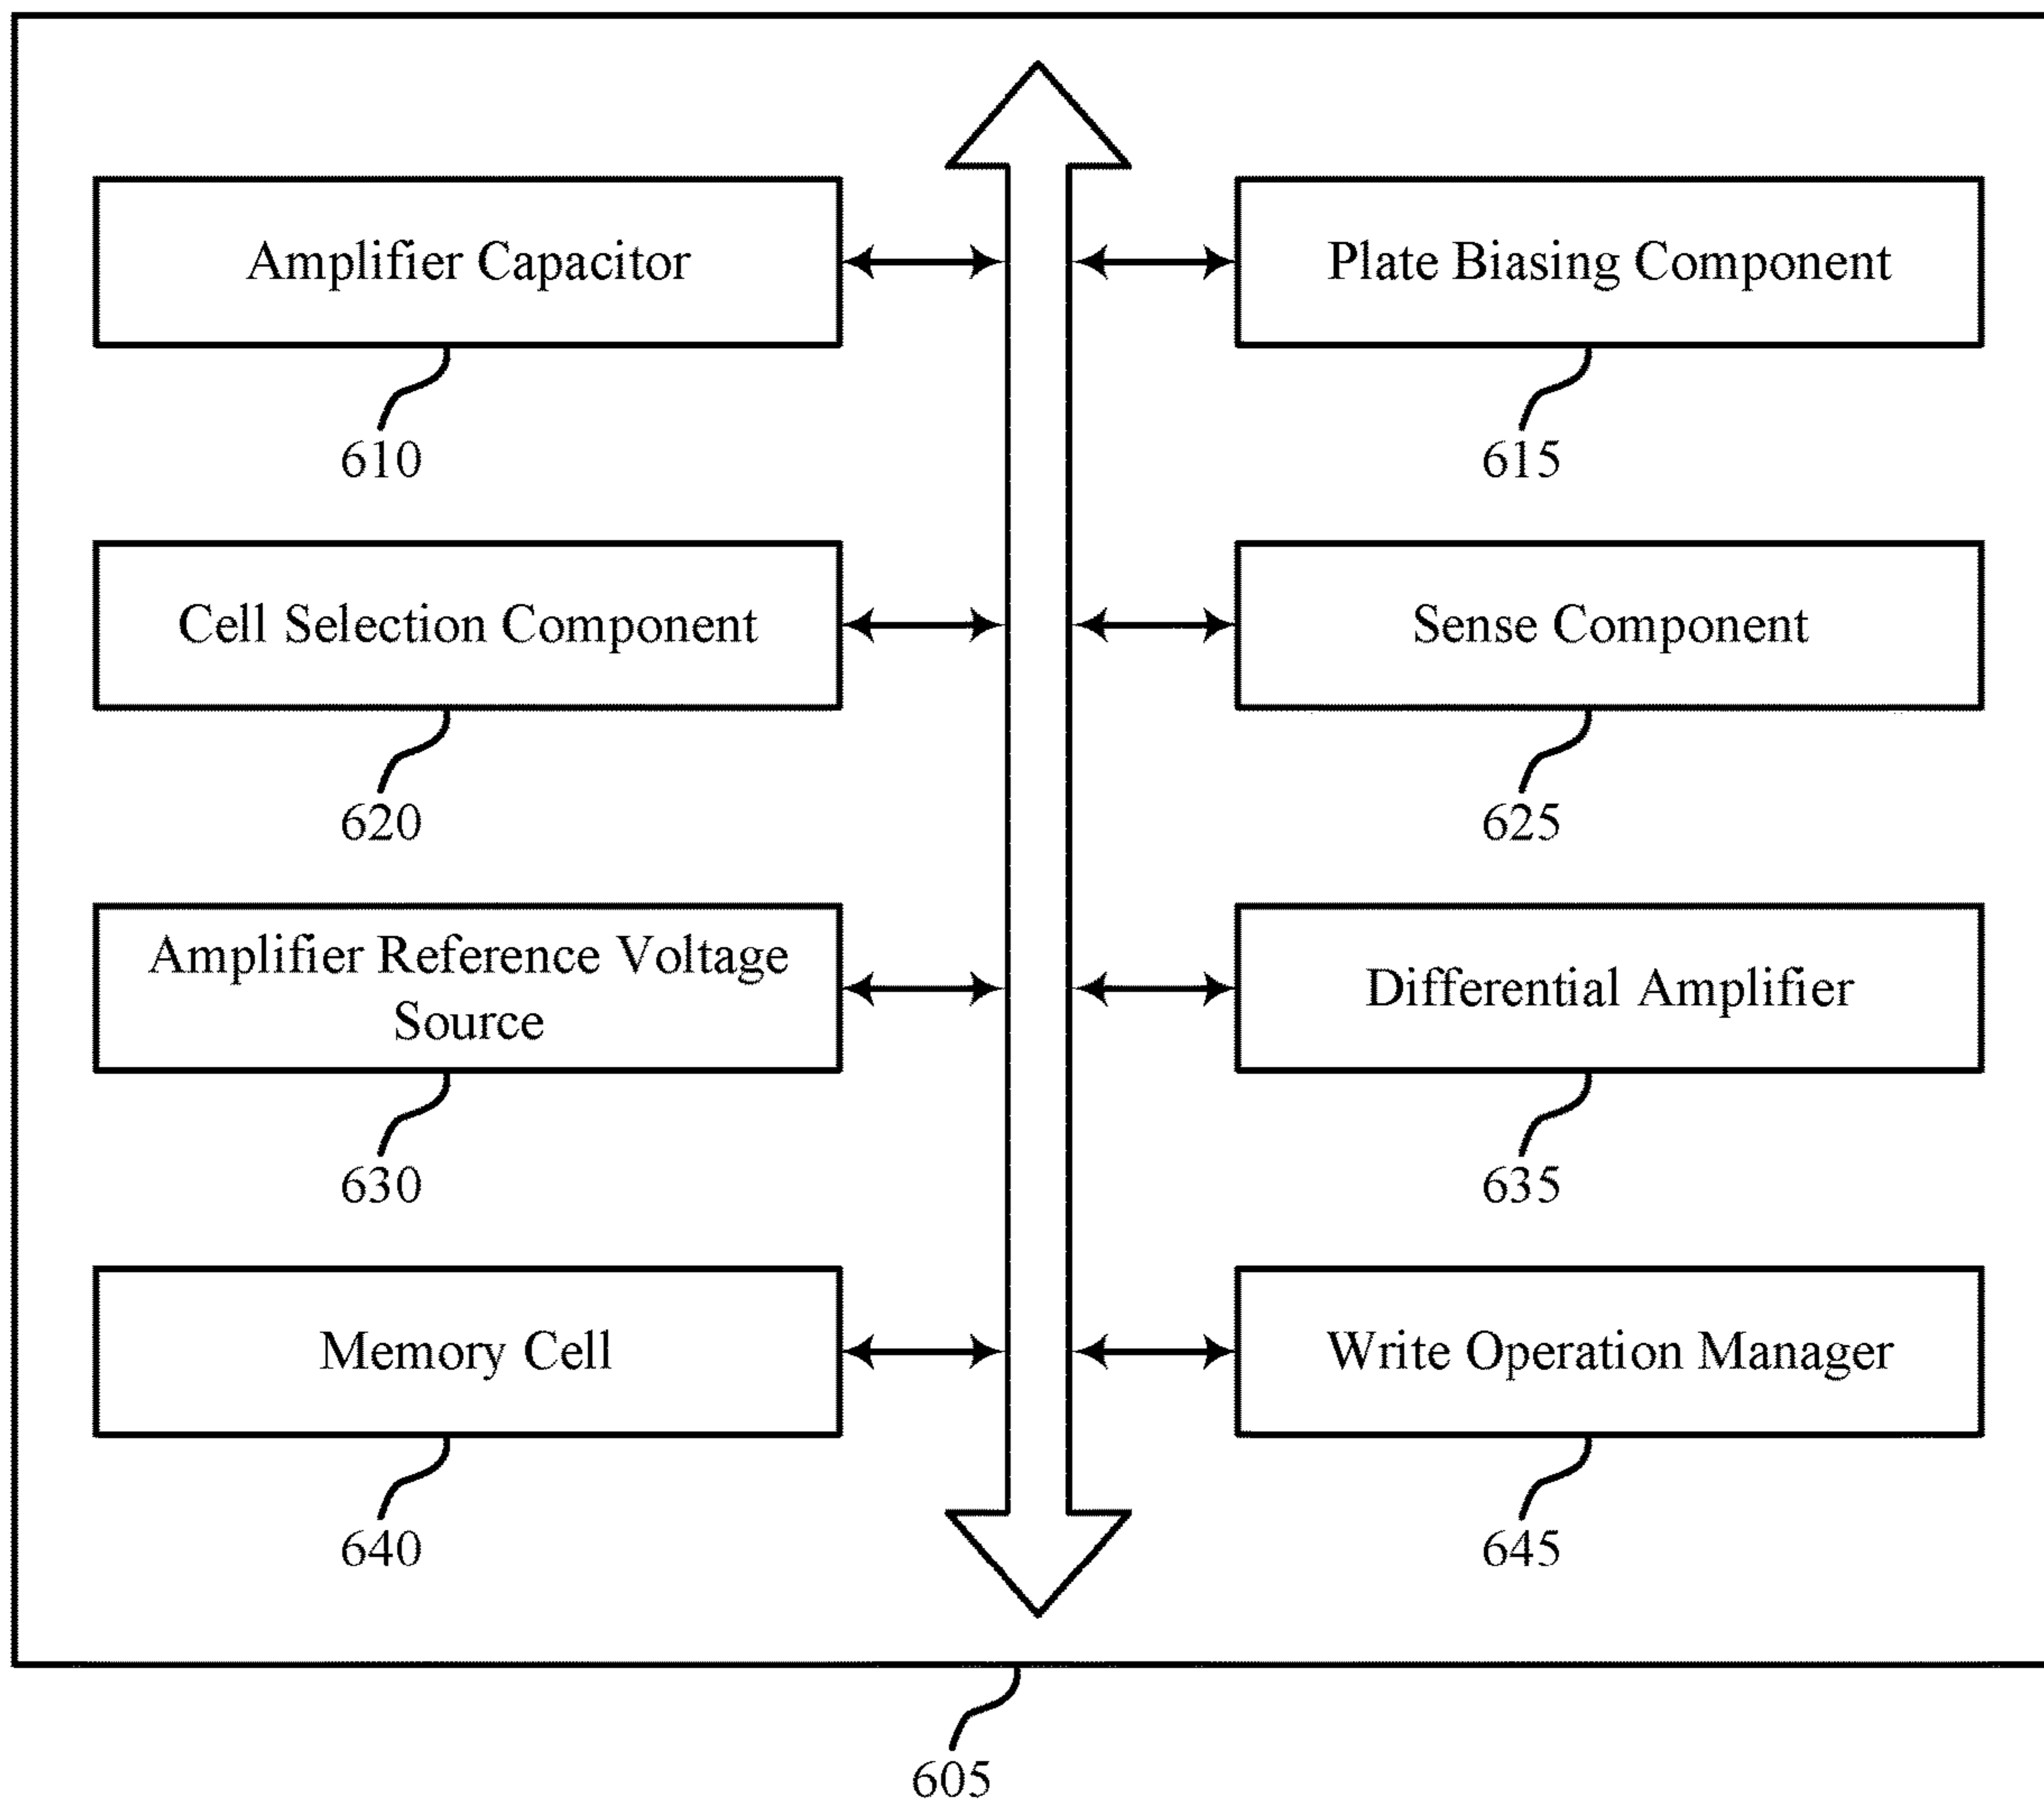 Amplifier Capacitor
610
Plate Biasing Component
615
Cell Selection Component
620
Sense Component
625
Amplifier Reference Voltage
Source
630
Differential Amplifier
635
Memory Cell
640
Write Operation Manager
645
605